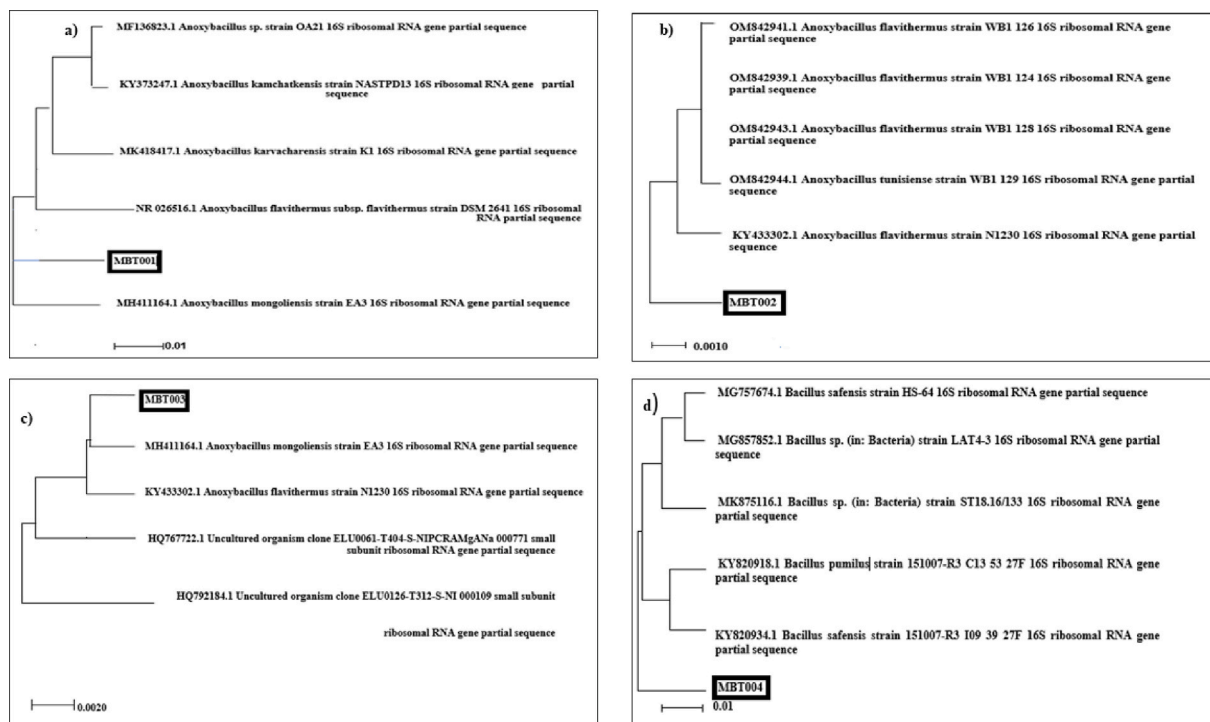 a)
MF136823.1 Anoxybacillus sp. strain OA21 16S ribosomal RNA gene partial sequence
KY373247.1 Anoxybacillus kamchatkensis strain NASTPD13 16S ribosomal RNA gene partial
sequence
MK418417.1 Anoxybacillus karvacharensis strain K1 16S ribosomal RNA gene partial sequence
NR 026516.1 Anoxybacillus flavithermus subsp. flavithermus strain DSM 2641 16S ribosomal
RNA partial sequence
MBT001
MH411164.1 Anoxybacillus mongoliensis strain EA3 16S ribosomal RNA gene partial sequence
0.01
b)
OM842941.1 Anoxybacillus flavithermus strain WB1 126 16S ribosomal RNA gene
partial sequence
OM842939.1 Anoxybacillus flavithermus strain WB1 124 16S ribosomal RNA gene
partial sequence
OM842943.1 Anoxybacillus flavithermus strain WB1 128 16S ribosomal RNA gene
partial sequence
OM842944.1 Anoxybacillus tunisiense strain WB1 129 16S ribosomal RNA gene partial
sequence
KY433302.1 Anoxybacillus flavithermus strain N1230 16S ribosomal RNA gene partial
sequence
MBT002
0.0010
c)
MBT003
MH411164.1 Anoxybacillus mongoliensis strain EA3 16S ribosomal RNA gene partial sequence
KY433302.1 Anoxybacillus flavithermus strain N1230 16S ribosomal RNA gene partial sequence
HQ767722.1 Uncultured organism clone ELU0061-T404-S-NIPCRAMgANa 000771 small
subunit ribosomal RNA gene partial sequence
HQ792184.1 Uncultured organism clone ELU0126-T312-S-NI 000109 small subunit
ribosomal RNA gene partial sequence
0.0020
d)
MG757674.1 Bacillus safensis strain HS-64 16S ribosomal RNA gene partial sequence
MG857852.1 Bacillus sp. (in: Bacteria) strain LAT4-3 16S ribosomal RNA gene partial
sequence
MK875116.1 Bacillus sp. (in: Bacteria) strain ST18.16/133 16S ribosomal RNA gene
partial sequence
KY820918.1 Bacillus pumilus strain 151007-R3 C13 53 27F 16S ribosomal RNA gene
partial sequence
KY820934.1 Bacillus safensis strain 151007-R3 I09 39 27F 16S ribosomal RNA gene
partial sequence
MBT004
0.01